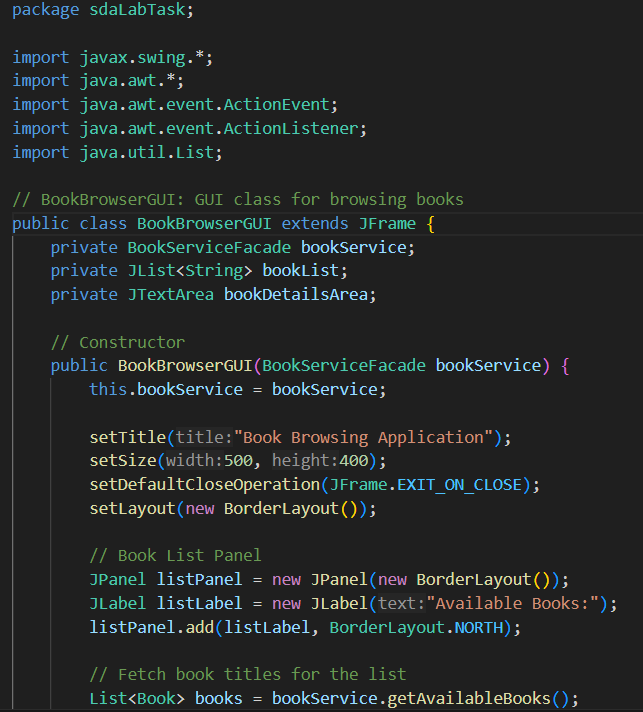 package sdaLabTask;
import javax.swing.*;
import java.awt.*;
import java.awt.event.ActionEvent;
import java.awt.event.ActionListener;
import java.util.List;
// BookBrowserGUI: GUI class for browsing books
public class BookBrowserGUI extends JFrame {
    private BookServiceFacade bookService;
    private JList<String> bookList;
    private JTextArea bookDetailsArea;
    // Constructor
    public BookBrowserGUI(BookServiceFacade bookService) {
        this.bookService = bookService;
        setTitle(title:"Book Browsing Application");
        setSize(width:500, height:400);
        setDefaultCloseOperation(JFrame.EXIT_ON_CLOSE);
        setLayout(new BorderLayout());
        // Book List Panel
        JPanel listPanel = new JPanel(new BorderLayout());
        JLabel listLabel = new JLabel(text:"Available Books:");
        listPanel.add(listLabel, BorderLayout.NORTH);
        // Fetch book titles for the list
        List<Book> books = bookService.getAvailableBooks();